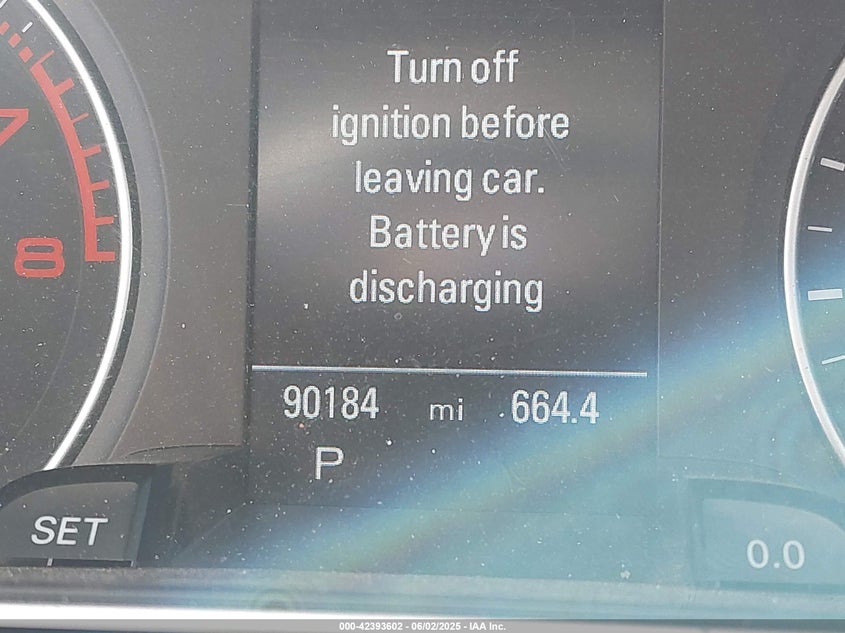 Turn off
ignition before
leaving car.
Battery is
discharging
7
8
90184 mi 664.4
P
SET
0.0
000-42393602 - 06/02/2025 - IAA Inc.